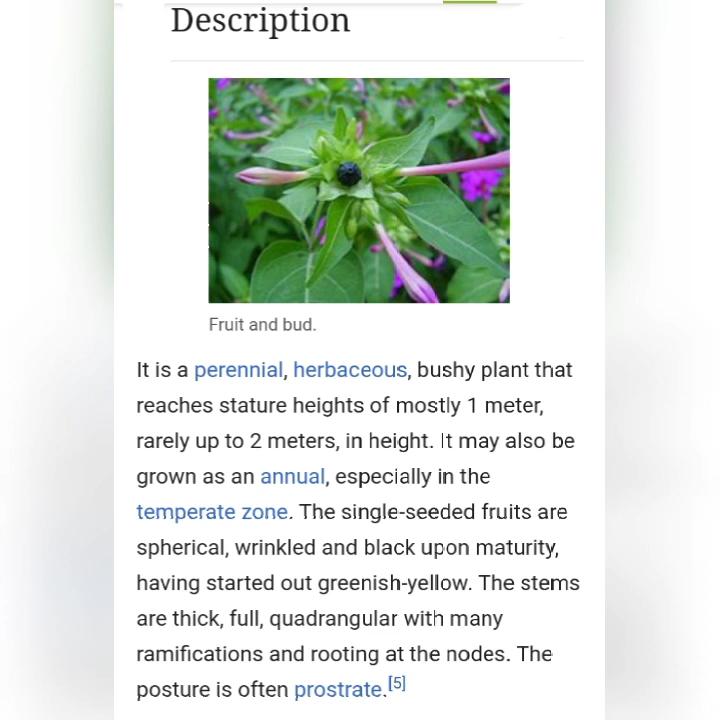 Description
Fruit and bud.
It is a perennial, herbaceous, bushy plant that
reaches stature heights of mostly 1 meter,
rarely up to 2 meters, in height. It may also be
grown as an annual, especially in the
temperate zone. The single-seeded fruits are
spherical, wrinkled and black upon maturity,
having started out greenish-yellow. The stems
are thick, full, quadrangular with many
ramifications and rooting at the nodes. The
posture is often prostrate.[5]